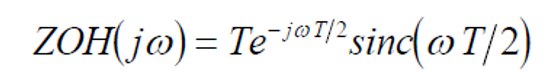 ZOH(jω) = Te^{-jωT/2} sinc(ωT/2)